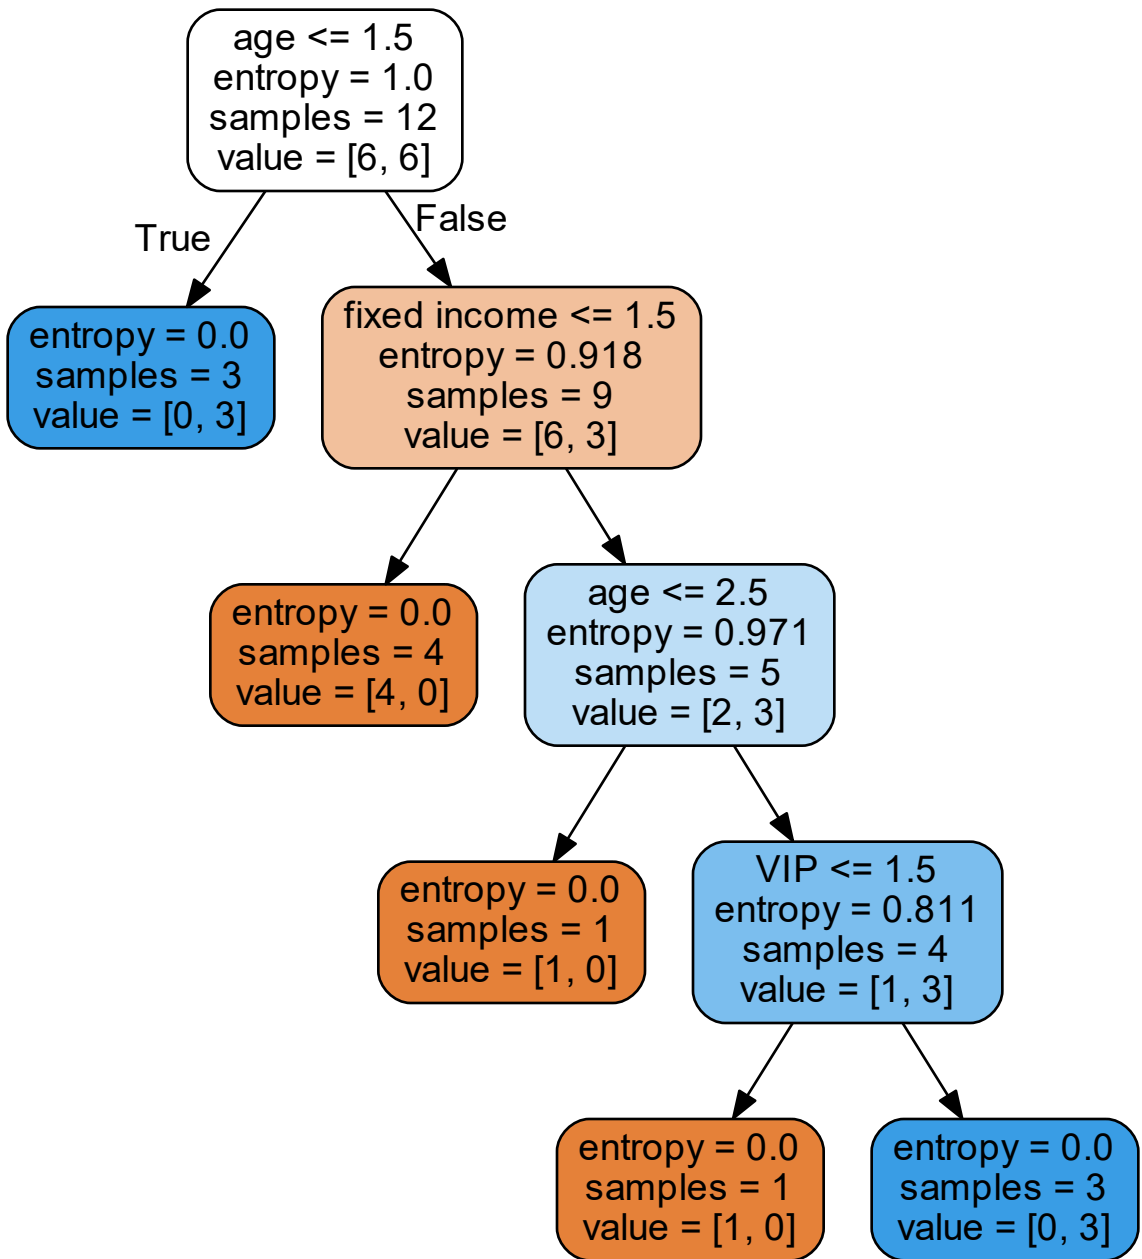 age <= 1.5
entropy = 1.0
samples = 12
value = [6, 6]
True
False
entropy = 0.0
samples = 3
value = [0, 3]
fixed income <= 1.5
entropy = 0.918
samples = 9
value = [6, 3]
entropy = 0.0
samples = 4
value = [4, 0]
age <= 2.5
entropy = 0.971
samples = 5
value = [2, 3]
entropy = 0.0
samples = 1
value = [1, 0]
VIP <= 1.5
entropy = 0.811
samples = 4
value = [1, 3]
entropy = 0.0
samples = 1
value = [1, 0]
entropy = 0.0
samples = 3
value = [0, 3]